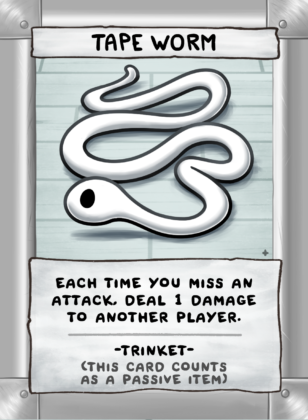 TAPE WORM
EACH TIME YOU MISS AN
ATTACK, DEAL 1 DAMAGE
TO ANOTHER PLAYER.
-TRINKET-
(THIS CARD COUNTS
AS A PASSIVE ITEM)